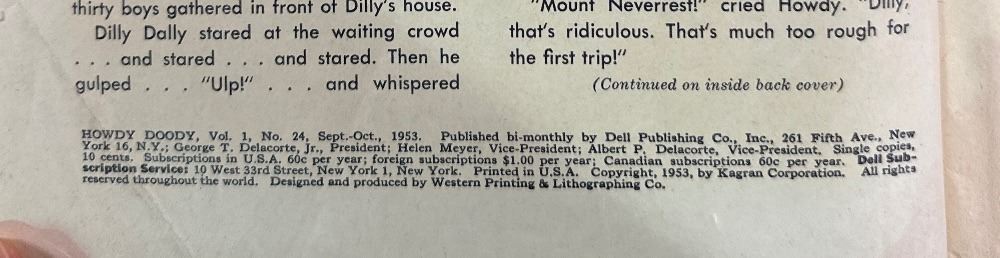 thirty boys gathered in front of Dilly's house.
Dilly Dally stared at the waiting crowd
. . . and stared . . . and stared. Then he
gulped . . . "Ulp!" . . . and whispered
"Mount Neverrest!" cried Howdy. "Dilly,
that's ridiculous. That's much too rough for
the first trip!"
(Continued on inside back cover)
HOWDY DOODY, Vol. 1, No. 24, Sept.-Oct., 1953. Published bi-monthly by Dell Publishing Co., Inc., 261 Fifth Ave., New
York 16, N.Y.; George T. Delacorte, Jr., President; Helen Meyer, Vice-President; Albert P. Delacorte, Vice-President. Single copies,
10 cents. Subscriptions in U.S.A. 60c per year; foreign subscriptions $1.00 per year; Canadian subscriptions 60c per year. Dell Sub-
scription Service: 10 West 33rd Street, New York 1, New York. Printed in U.S.A. Copyright, 1953, by Kagran Corporation. All rights
reserved throughout the world. Designed and produced by Western Printing & Lithographing Co.